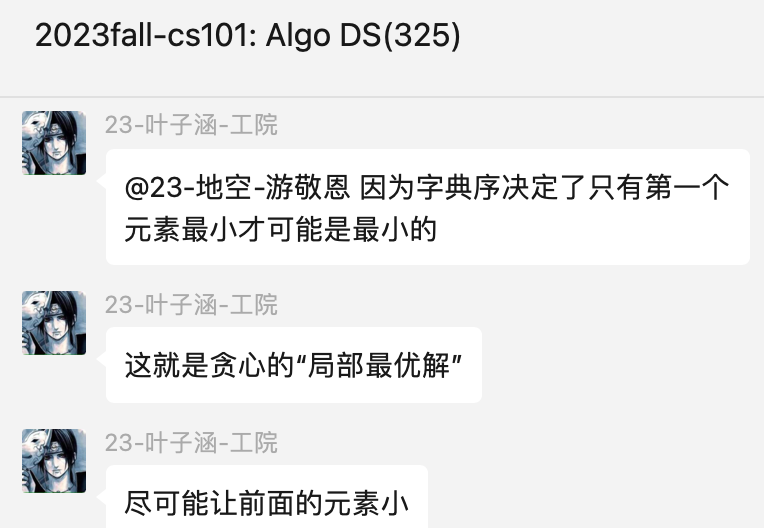 2023fall-cs101: Algo DS(325)
23-叶子涵-工院
@23-地空-游敬恩 因为字典序决定了只有第一个
元素最小才可能是最小的
23-叶子涵-工院
这就是贪心的“局部最优解”
23-叶子涵-工院
尽可能让前面的元素小